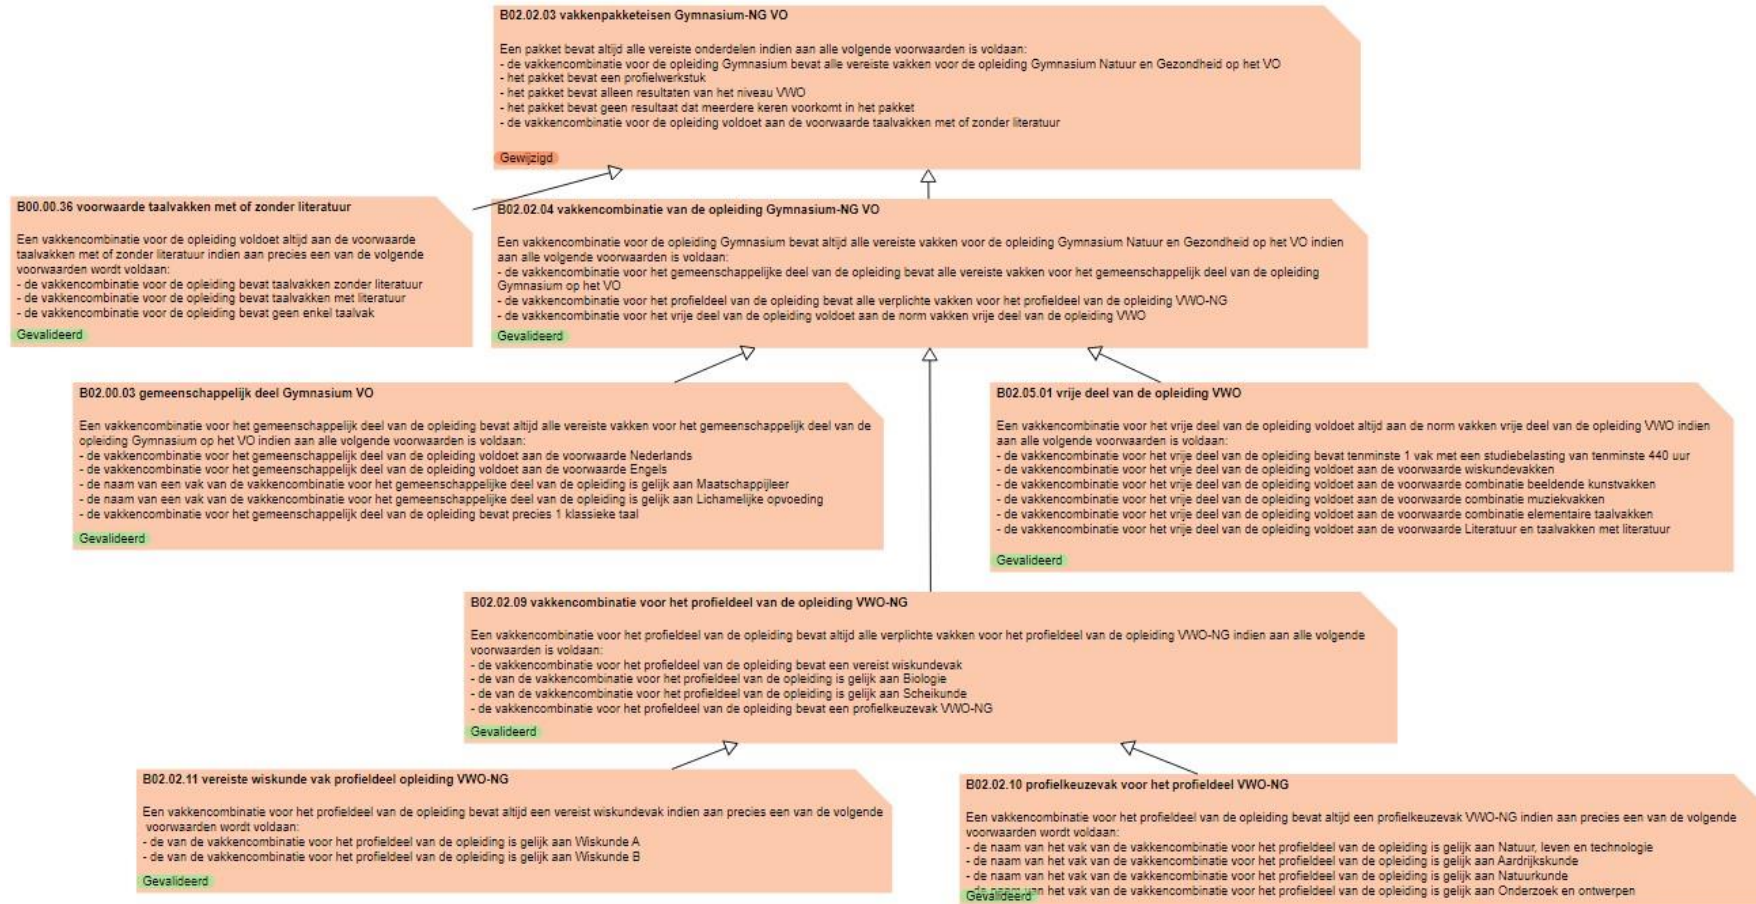 B02.02.03 vakkenpakketeisen Gymnasium-NG VO
Een pakket bevat altijd alle vereiste onderdelen indien aan alle volgende voorwaarden is voldaan:
- de vakkencombinatie voor de opleiding Gymnasium bevat alle vereiste vakken voor de opleiding Gymnasium Natuur en Gezondheid op het VO
- het pakket bevat een profielwerkstuk
- het pakket bevat alleen resultaten van het niveau VWO
- het pakket bevat geen resultaat dat meerdere keren voorkomt in het pakket
- de vakkencombinatie voor de opleiding voldoet aan de voorwaarde taalvakken met of zonder literatuur
Gewijzigd
B00.00.36 voorwaarde taalvakken met of zonder literatuur
Een vakkencombinatie voor de opleiding voldoet altijd aan de voorwaarde
taalvakken met of zonder literatuur indien aan precies een van de volgende
voorwaarden wordt voldaan:
- de vakkencombinatie voor de opleiding bevat taalvakken zonder literatuur
- de vakkencombinatie voor de opleiding bevat taalvakken met literatuur
- de vakkencombinatie voor de opleiding bevat geen enkel taalvak
Gevalideerd
B02.02.04 vakkencombinatie van de opleiding Gymnasium-NG VO
Een vakkencombinatie voor de opleiding Gymnasium bevat altijd alle vereiste vakken voor de opleiding Gymnasium Natuur en Gezondheid op het VO indien
aan alle volgende voorwaarden is voldaan:
- de vakkencombinatie voor het gemeenschappelijke deel van de opleiding bevat alle vereiste vakken voor het gemeenschappelijk deel van de opleiding
Gymnasium op het VO
- de vakkencombinatie voor het profieldeel van de opleiding bevat alle verplichte vakken voor het profieldeel van de opleiding VWO-NG
- de vakkencombinatie voor het vrije deel van de opleiding voldoet aan de norm vakken vrije deel van de opleiding VWO
Gevalideerd
B02.00.03 gemeenschappelijk deel Gymnasium VO
Een vakkencombinatie voor het gemeenschappelijk deel van de opleiding bevat altijd alle vereiste vakken voor het gemeenschappelijk deel van de
opleiding Gymnasium op het VO indien aan alle volgende voorwaarden is voldaan:
- de vakkencombinatie voor het gemeenschappelijk deel van de opleiding voldoet aan de voorwaarde Nederlands
- de vakkencombinatie voor het gemeenschappelijk deel van de opleiding voldoet aan de voorwaarde Engels
- de naam van een vak van de vakkencombinatie voor het gemeenschappelijke deel van de opleiding is gelijk aan Maatschappijleer
- de naam van een vak van de vakkencombinatie voor het gemeenschappelijke deel van de opleiding is gelijk aan Lichamelijke opvoeding
- de vakkencombinatie voor het gemeenschappelijk deel van de opleiding bevat precies 1 klassieke taal
Gevalideerd
B02.05.01 vrije deel van de opleiding VWO
Een vakkencombinatie voor het vrije deel van de opleiding voldoet altijd aan de norm vakken vrije deel van de opleiding VWO indien
aan alle volgende voorwaarden is voldaan:
- de vakkencombinatie voor het vrije deel van de opleiding bevat tenminste 1 vak met een studiebelasting van tenminste 440 uur
- de vakkencombinatie voor het vrije deel van de opleiding voldoet aan de voorwaarde wiskundevakken
- de vakkencombinatie voor het vrije deel van de opleiding voldoet aan de voorwaarde combinatie beeldende kunstvakken
- de vakkencombinatie voor het vrije deel van de opleiding voldoet aan de voorwaarde combinatie muziekvakken
- de vakkencombinatie voor het vrije deel van de opleiding voldoet aan de voorwaarde combinatie elementaire taalvakken
- de vakkencombinatie voor het vrije deel van de opleiding voldoet aan de voorwaarde Literatuur en taalvakken met literatuur
Gevalideerd
B02.02.09 vakkencombinatie voor het profieldeel van de opleiding VWO-NG
Een vakkencombinatie voor het profieldeel van de opleiding bevat altijd alle verplichte vakken voor het profieldeel van de opleiding VWO-NG indien aan alle volgende
voorwaarden is voldaan:
- de vakkencombinatie voor het profieldeel van de opleiding bevat een vereist wiskundevak
- de van de vakkencombinatie voor het profieldeel van de opleiding is gelijk aan Biologie
- de van de vakkencombinatie voor het profieldeel van de opleiding is gelijk aan Scheikunde
- de vakkencombinatie voor het profieldeel van de opleiding bevat een profielkeuzevak VWO-NG
Gevalideerd
B02.02.11 vereiste wiskunde vak profieldeel opleiding VWO-NG
Een vakkencombinatie voor het profieldeel van de opleiding bevat altijd een vereist wiskundevak indien aan precies een van de volgende
voorwaarden wordt voldaan:
- de van de vakkencombinatie voor het profieldeel van de opleiding is gelijk aan Wiskunde A
- de van de vakkencombinatie voor het profieldeel van de opleiding is gelijk aan Wiskunde B
Gevalideerd
B02.02.10 profielkeuzevak voor het profieldeel VWO-NG
Een vakkencombinatie voor het profieldeel van de opleiding bevat altijd een profielkeuzevak VWO-NG indien aan precies een van de volgende
voorwaarden wordt voldaan:
- de naam van het vak van de vakkencombinatie voor het profieldeel van de opleiding is gelijk aan Natuur, leven en technologie
- de naam van het vak van de vakkencombinatie voor het profieldeel van de opleiding is gelijk aan Aardrijkskunde
- de naam van het vak van de vakkencombinatie voor het profieldeel van de opleiding is gelijk aan Natuurkunde
- de naam van het vak van de vakkencombinatie voor het profieldeel van de opleiding is gelijk aan Onderzoek en ontwerpen
Gevalideerd